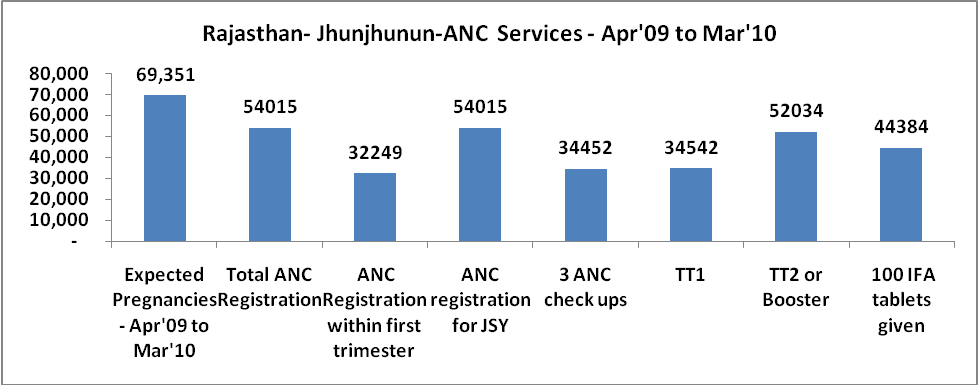 Rajasthan- Jhunjhunun-ANC  Services - Apr'09 to Mar'10
80,000
70,000
60,000
50,000
40,000
30,000
20,000
10,000
-
69,351
54015
32249
54015
34452
34542
52034
44384
Expected
Pregnancies
- Apr'09 to
Mar'10
Total ANC
Registration
ANC
Registration
within first
trimester
ANC
registration
for JSY
3 ANC
check ups
TT1
TT2 or
Booster
100 IFA
tablets
given